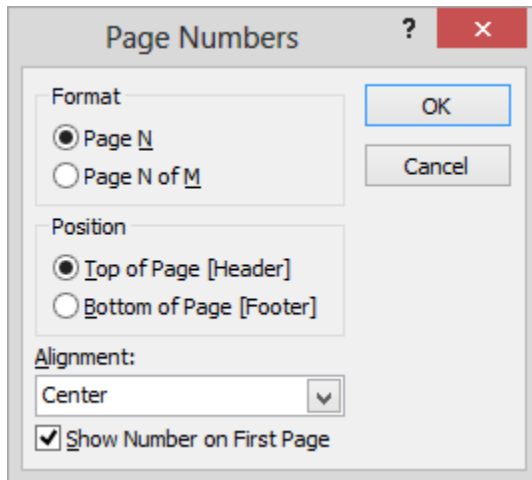 Page Numbers ?
Format
Page N
Page N of M
OK
Cancel
Position
Top of Page [Header]
Bottom of Page [Footer]
Alignment:
Center
Show Number on First Page